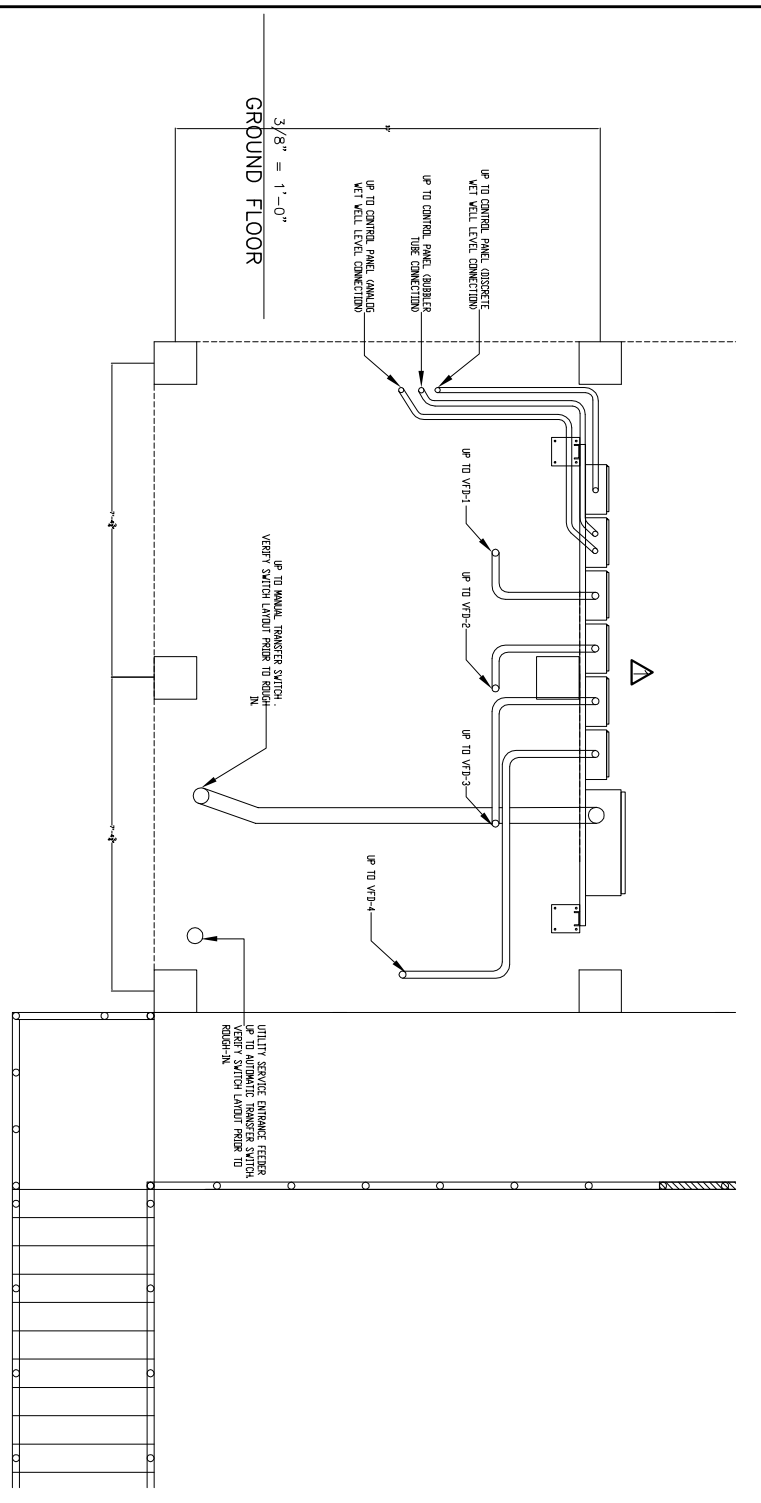 1
UP TO CONTROL PANEL (DISCRETE
WET WELL LEVEL CONNECTION)
UP TO CONTROL PANEL (BUBBLER
TUBE CONNECTION)
UP TO CONTROL PANEL (ANALOG
WET WELL LEVEL CONNECTION)
UP TO VFD-1
UP TO VFD-2
UP TO VFD-3
UP TO VFD-4
UP TO MANUAL TRANSFER SWITCH .
VERIFY SWITCH LAYOUT PRIOR TO ROUGH
IN.
UTILITY SERVICE ENTRANCE FEEDER
UP TO AUTOMATIC TRANSFER SWITCH.
VERIFY SWITCH LAYOUT PRIOR TO
ROUGH-IN.
3/8" = 1'-0"
GROUND FLOOR